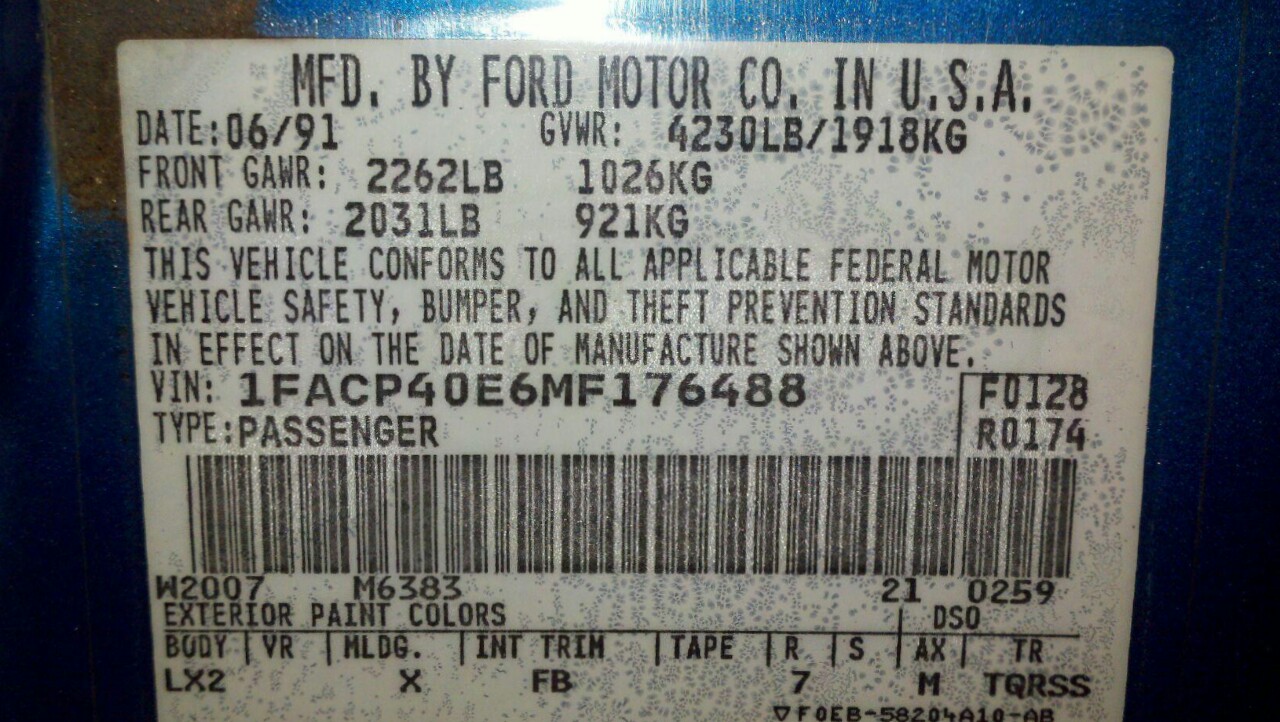 MFD. BY FORD MOTOR CO. IN U.S.A.
DATE: 06/91 GVWR: 4230LB/1918KG
FRONT GAWR: 2262LB 1026KG
REAR GAWR: 2031LB 921KG
THIS VEHICLE CONFORMS TO ALL APPLICABLE FEDERAL MOTOR
VEHICLE SAFETY, BUMPER, AND THEFT PREVENTION STANDARDS
IN EFFECT ON THE DATE OF MANUFACTURE SHOWN ABOVE.
VIN: 1FACP40E6MF176488 F0128
TYPE: PASSENGER R0174
W2007 M6383 21 0259
EXTERIOR PAINT COLORS DSO
BODY VR MLDG. INT TRIM TAPE R S AX TR
LX2 X FB 7 M TQRSS
▽F0EB-58204A10-AB